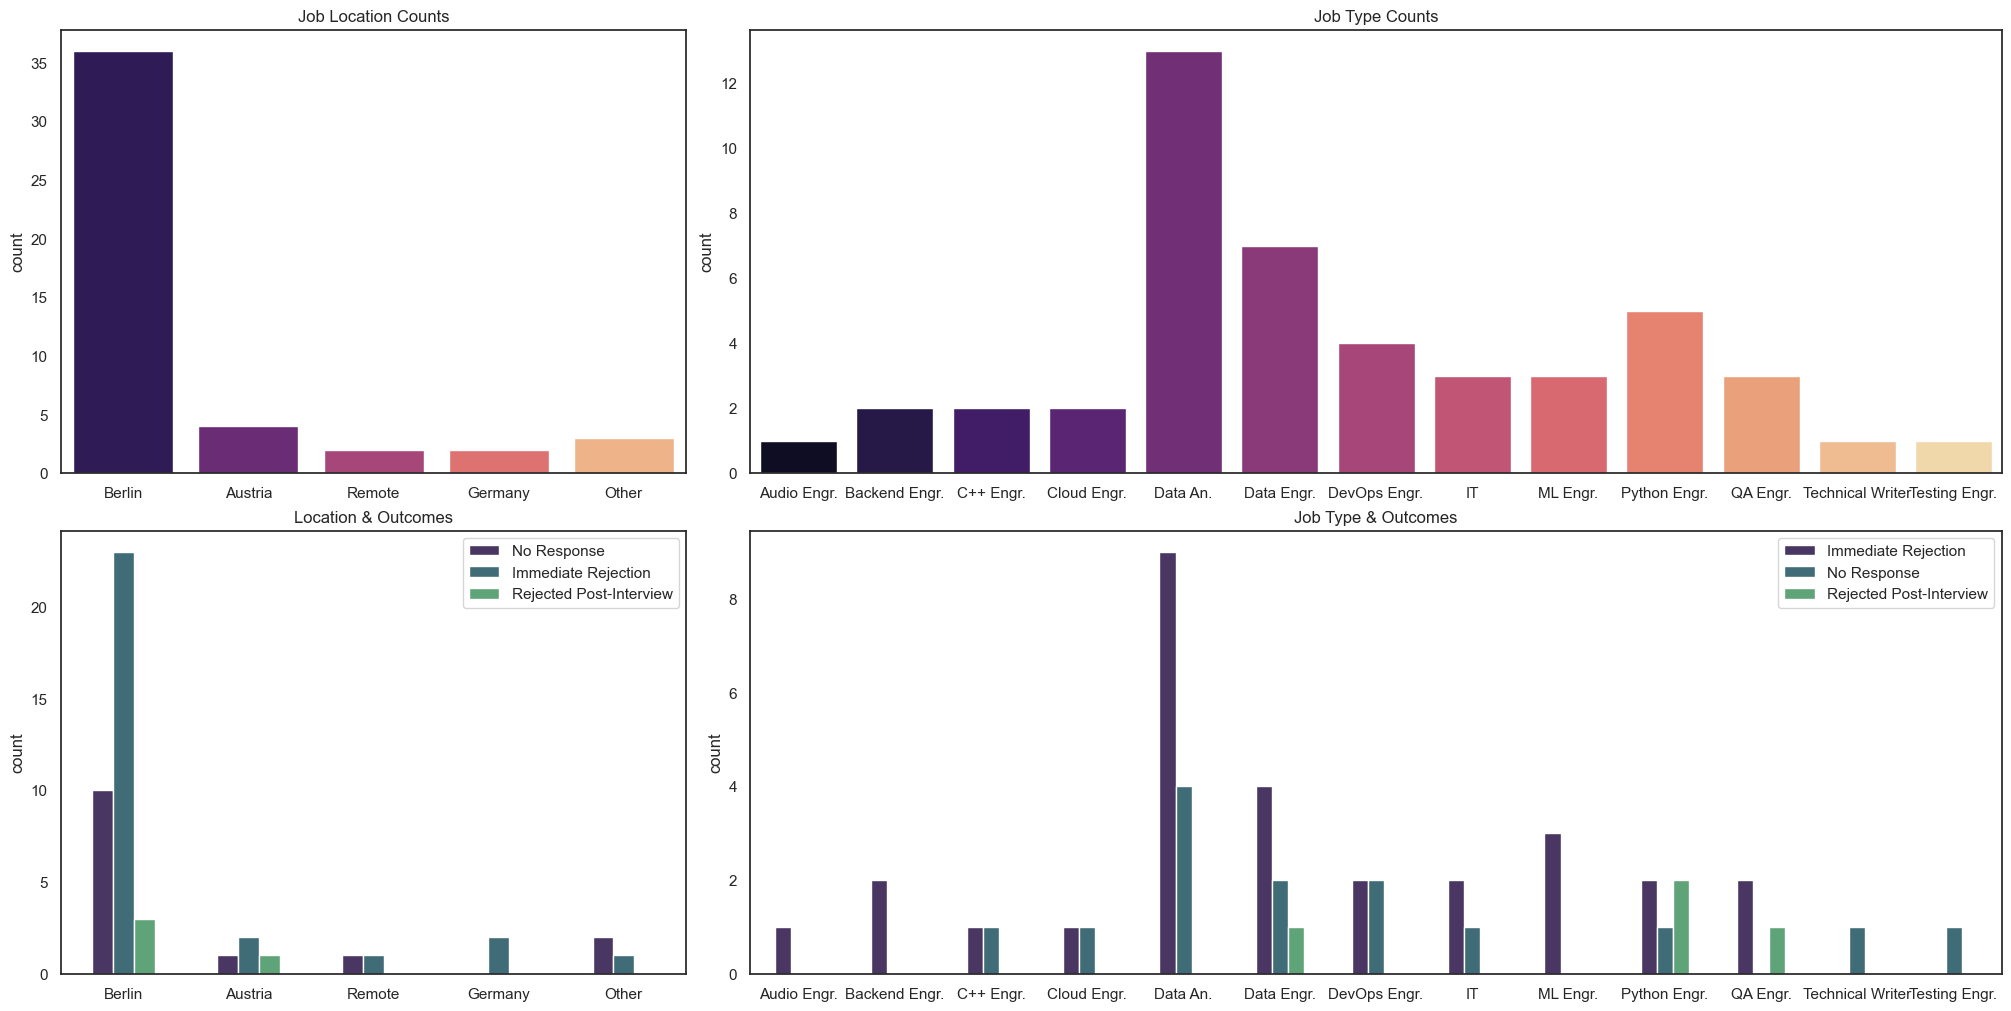 Job Location Counts
count
35
30
25
20
15
10
5
0
Berlin Austria Remote Germany Other
Job Type Counts
count
12
10
8
6
4
2
0
Audio Engr. Backend Engr. C++ Engr. Cloud Engr. Data An. Data Engr. DevOps Engr. IT ML Engr. Python Engr. QA Engr. Technical Writer Testing Engr.
Location & Outcomes
No Response
Immediate Rejection
Rejected Post-Interview
count
20
15
10
5
0
Berlin Austria Remote Germany Other
Job Type & Outcomes
Immediate Rejection
No Response
Rejected Post-Interview
count
8
6
4
2
0
Audio Engr. Backend Engr. C++ Engr. Cloud Engr. Data An. Data Engr. DevOps Engr. IT ML Engr. Python Engr. QA Engr. Technical Writer Testing Engr.